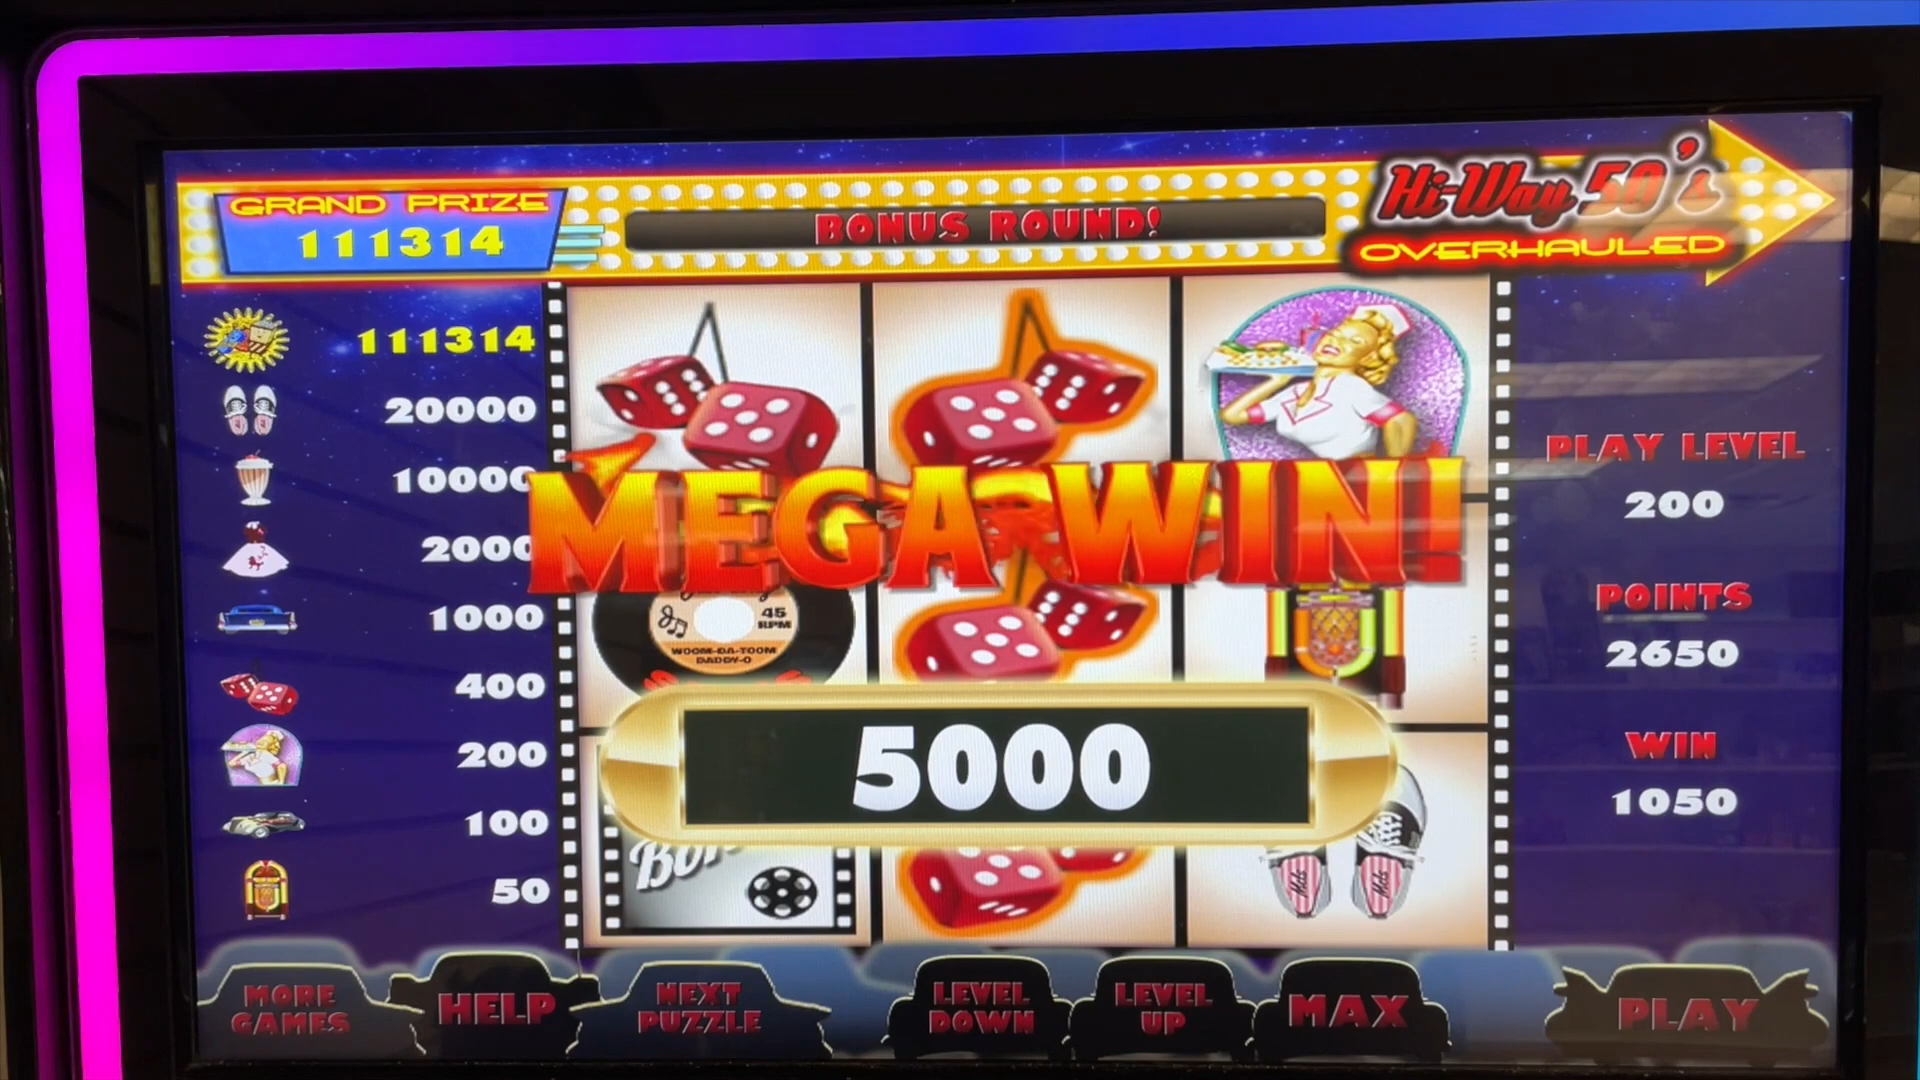 GRAND PRIZE
111314
BONUS ROUND!
Hi-Way 50's
OVERHAULED
111314
20000
10000
2000
1000
400
200
100
50
MEGA WIN!
45
RPM
WOOM-DA-TOOM
DADDY-O
5000
Mds
Mds
PLAY LEVEL
200
POINTS
2650
WIN
1050
MORE
GAMES
HELP
NEXT
PUZZLE
LEVEL
DOWN
LEVEL
UP
MAX
PLAY